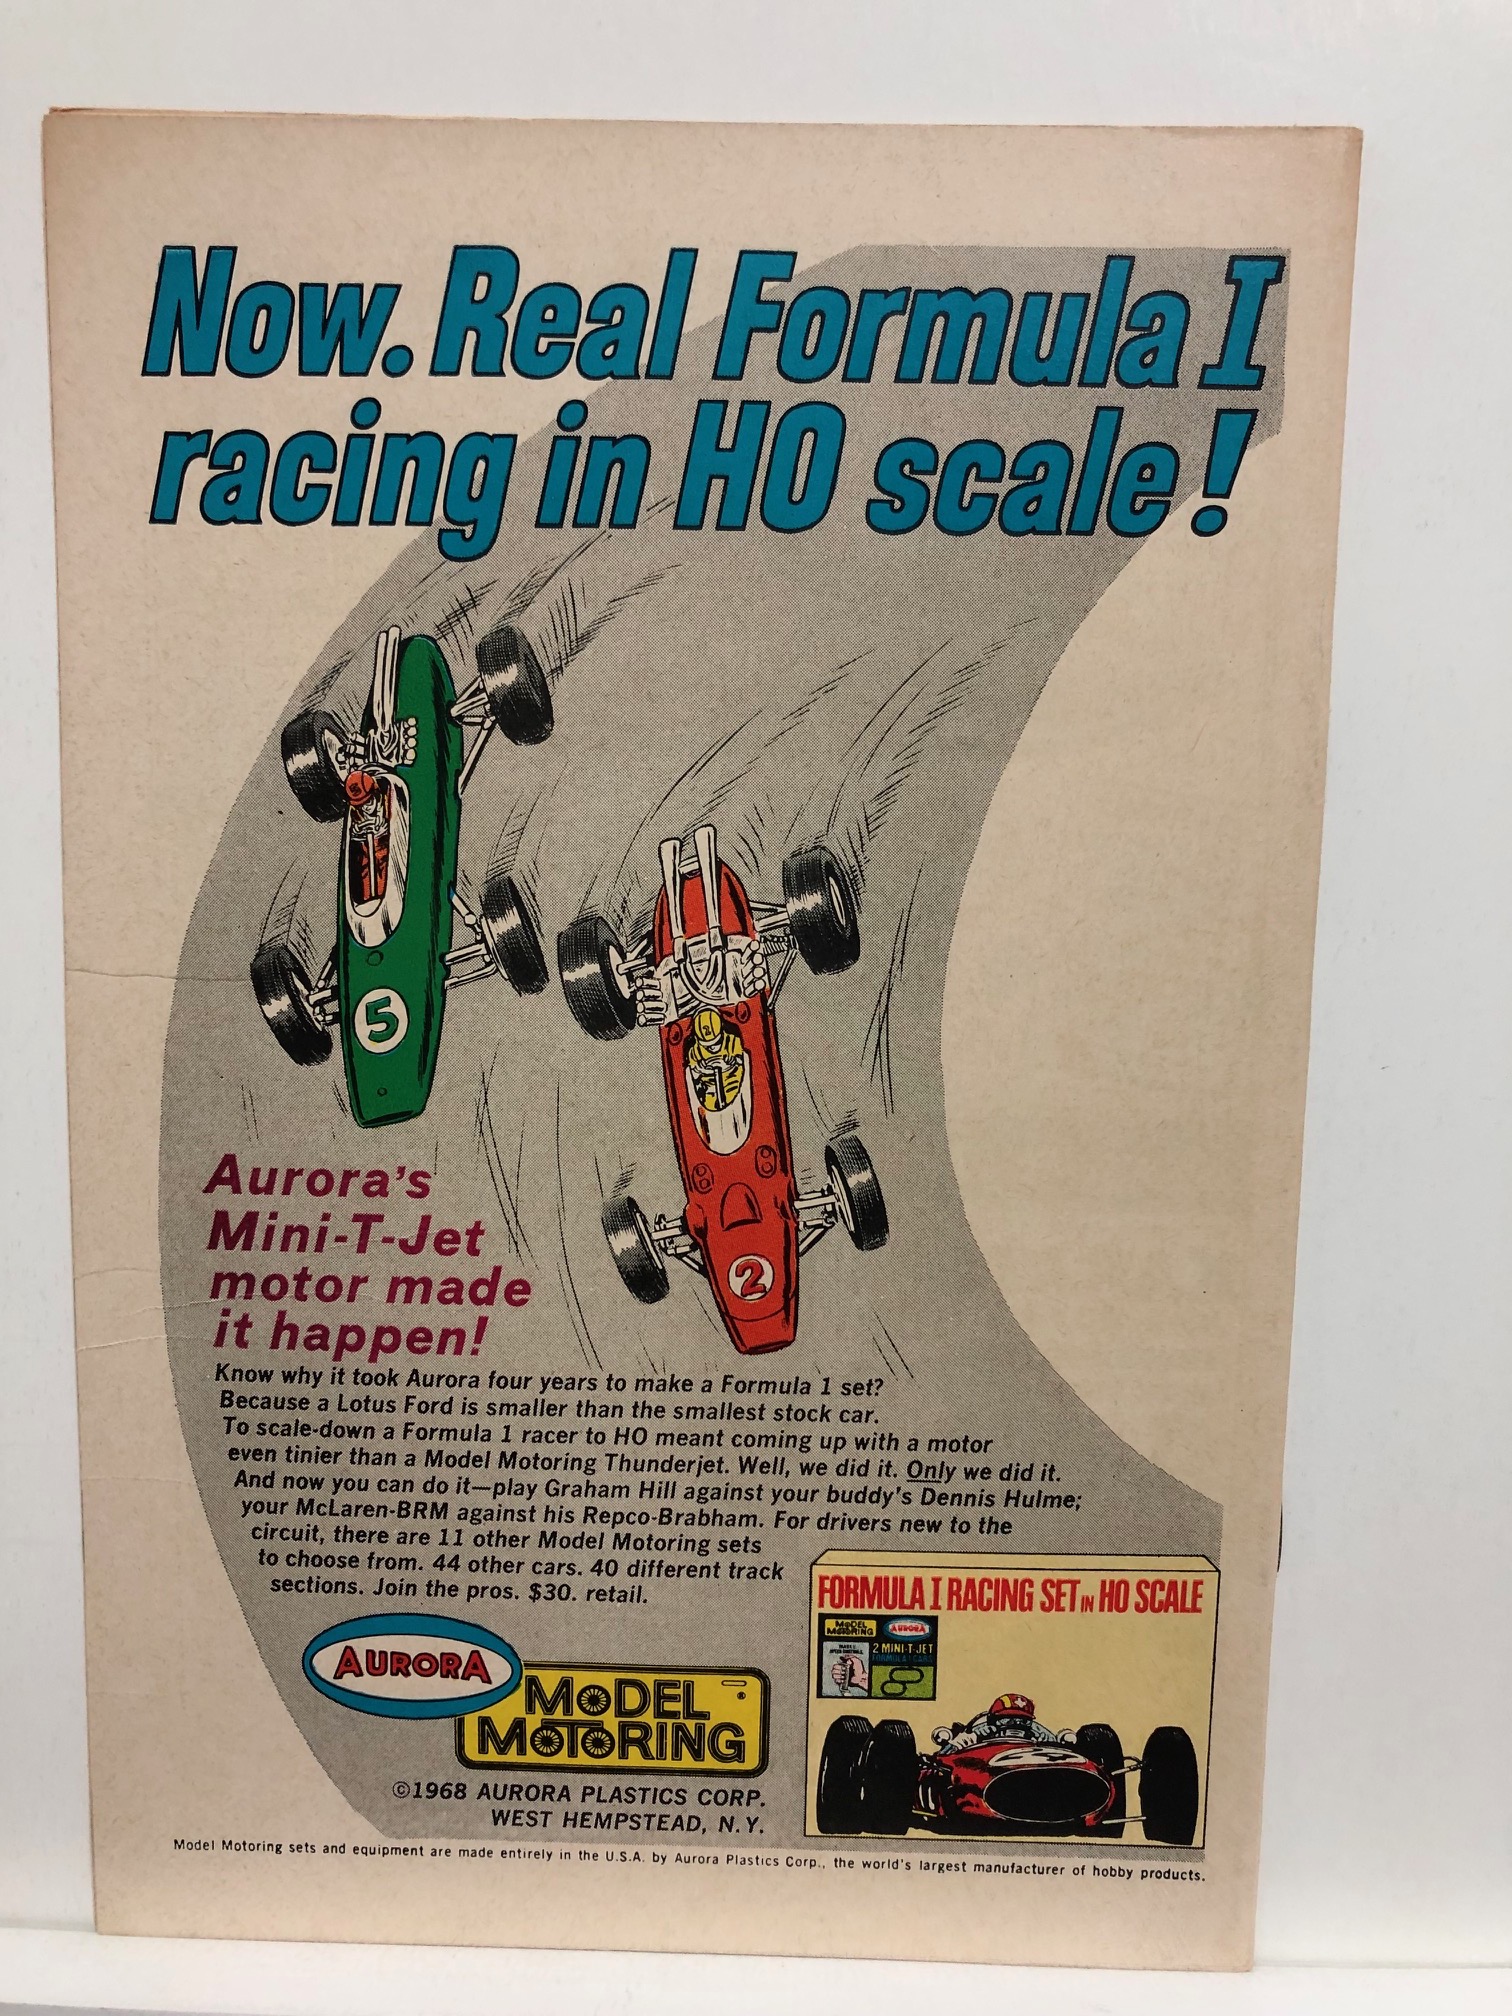 Now. Real Formula I
racing in HO scale!
5
2
2
Aurora's
Mini-T-Jet
motor made
it happen!
Know why it took Aurora four years to make a Formula 1 set?
Because a Lotus Ford is smaller than the smallest stock car.
To scale-down a Formula 1 racer to HO meant coming up with a motor
even tinier than a Model Motoring Thunderjet. Well, we did it. Only we did it.
And now you can do it—play Graham Hill against your buddy's Dennis Hulme;
your McLaren-BRM against his Repco-Brabham. For drivers new to the
circuit, there are 11 other Model Motoring sets
to choose from. 44 other cars. 40 different track
sections. Join the pros. $30. retail.
FORMULA I RACING SET IN HO SCALE
MODEL MOTORING AURORA
2 MINI-T-JET
FORMULA I CARS
AURORA
MODEL ®
MOTORING
©1968 AURORA PLASTICS CORP.
WEST HEMPSTEAD, N.Y.
Model Motoring sets and equipment are made entirely in the U.S.A. by Aurora Plastics Corp., the world's largest manufacturer of hobby products.